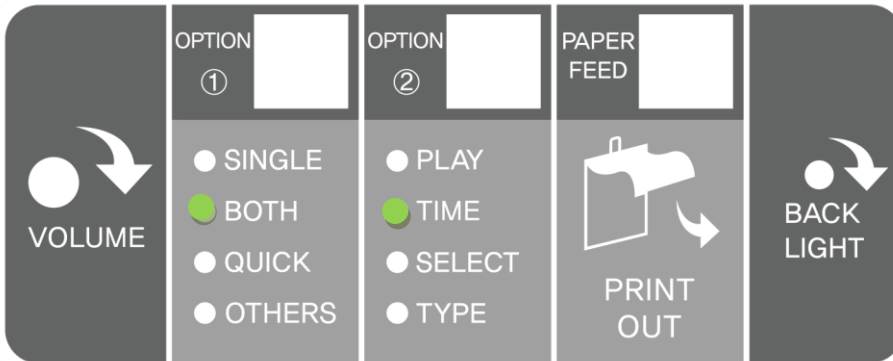 VOLUME
OPTION
①
SINGLE
BOTH
QUICK
OTHERS
OPTION
②
PLAY
TIME
SELECT
TYPE
PAPER
FEED
PRINT
OUT
BACK
LIGHT